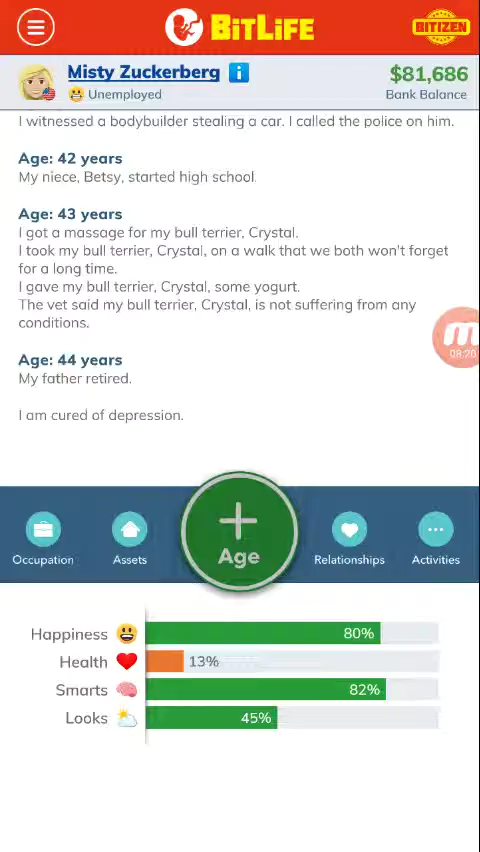 BitLife
BITIZEN
Misty Zuckerberg i
$81,686
Unemployed
Bank Balance
I witnessed a bodybuilder stealing a car. I called the police on him.
Age: 42 years
My niece, Betsy, started high school.
Age: 43 years
I got a massage for my bull terrier, Crystal.
I took my bull terrier, Crystal, on a walk that we both won't forget
for a long time.
I gave my bull terrier, Crystal, some yogurt.
The vet said my bull terrier, Crystal, is not suffering from any
conditions.
08:20
Age: 44 years
My father retired.
I am cured of depression.
+
Age
Occupation
Assets
Relationships
Activities
Happiness 80%
Health 13%
Smarts 82%
Looks 45%